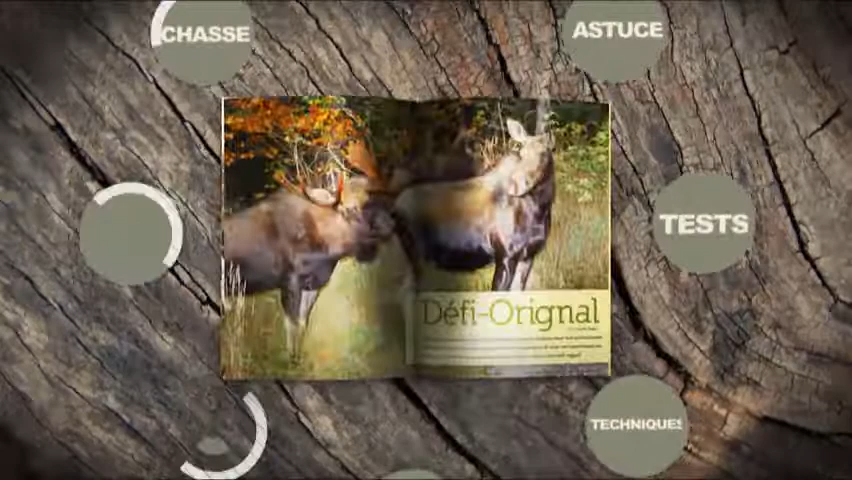 CHASSE
ASTUCE
TESTS
Défi-Orignal
TECHNIQUES